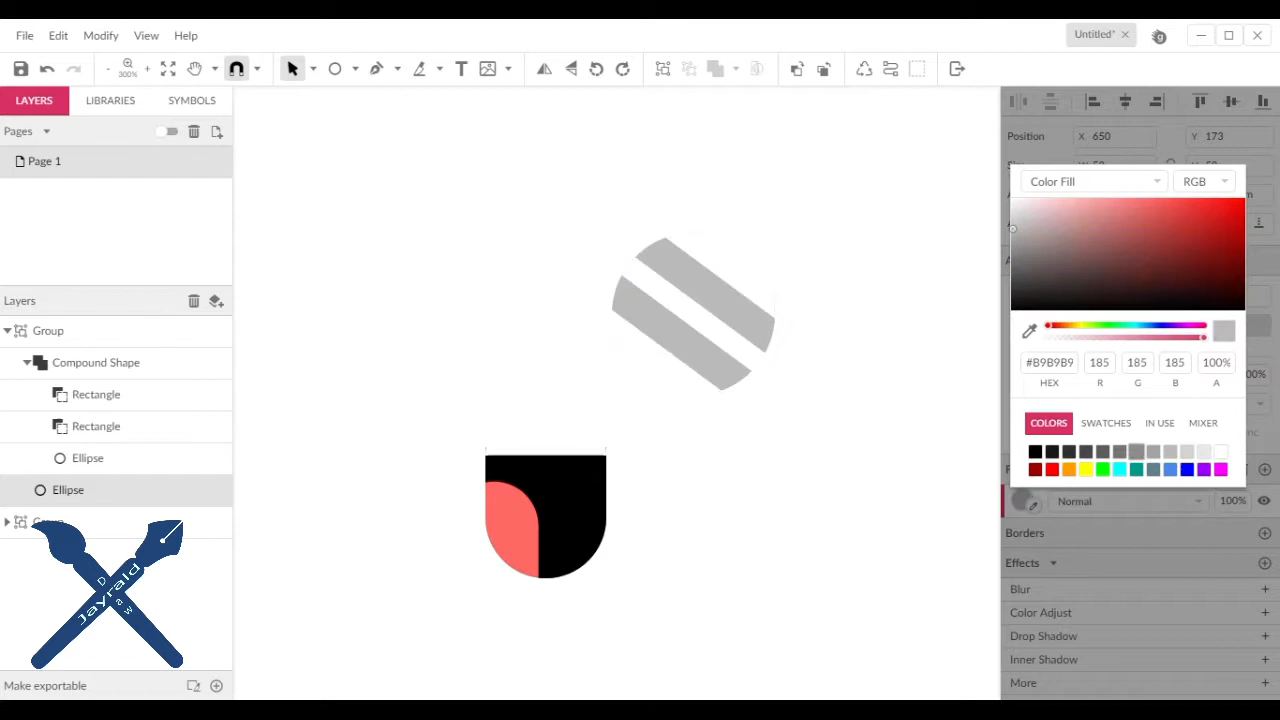 File Edit Modify View Help Untitled*
300%
LAYERS LIBRARIES SYMBOLS
Pages
Page 1
Layers
Group
Compound Shape
Rectangle
Rectangle
Ellipse
Ellipse
Jayrald
D
a
w
Make exportable
Position X 650 Y 173
Color Fill RGB
#B9B9B9 185 185 185 100%
HEX R G B A
COLORS SWATCHES IN USE MIXER
Normal 100%
Borders
Effects
Blur
Color Adjust
Drop Shadow
Inner Shadow
More